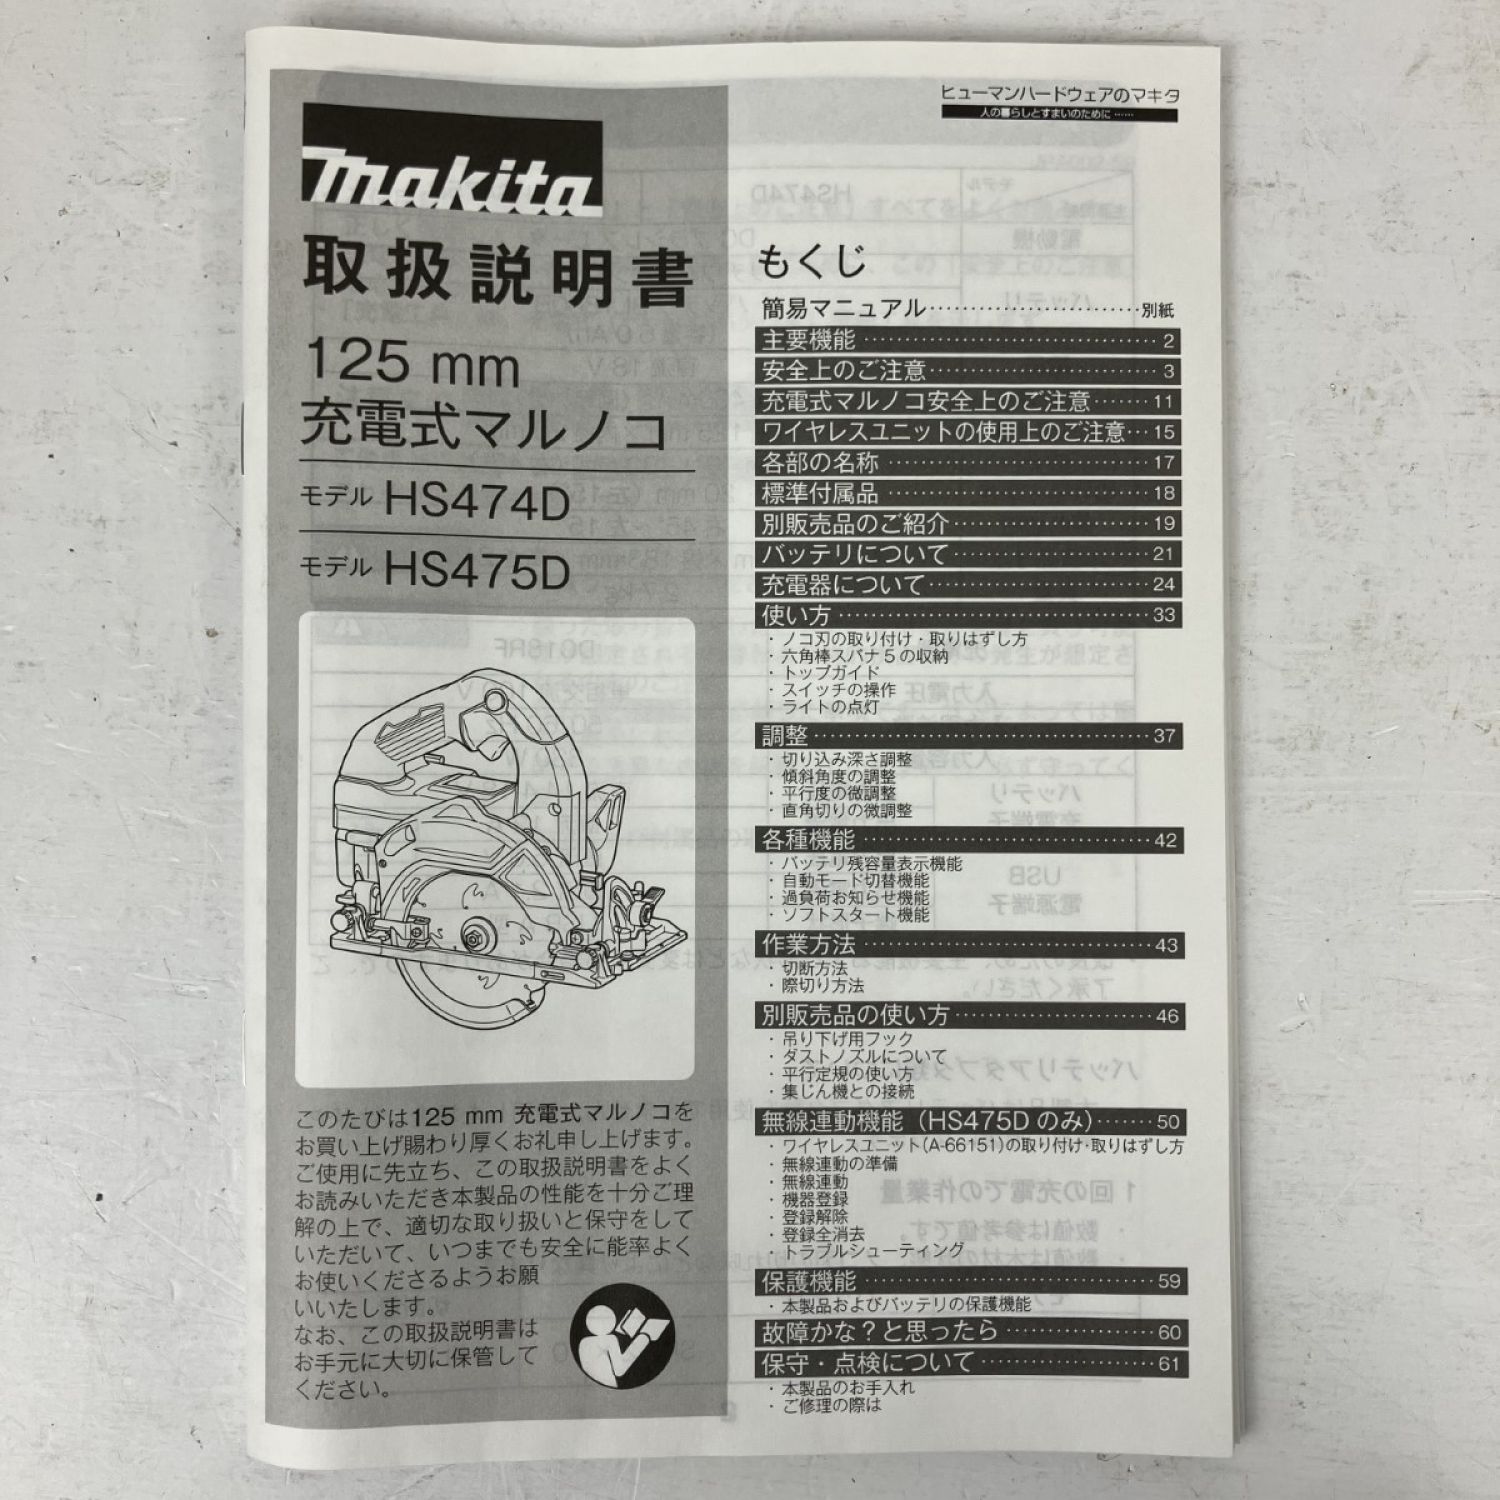 makita
取扱説明書
125 mm
充電式マルノコ
モデル HS474D
モデル HS475D
このたびは125 mm 充電式マルノコを
お買い上げ賜わり厚くお礼申し上げます。
ご使用に先立ち、この取扱説明書をよく
お読みいただき本製品の性能を十分ご理
解の上で、適切な取り扱いと保守をして
いただいて、いつまでも安全に能率よく
お使いくださるようお願
いいたします。
なお、この取扱説明書は
お手元に大切に保管して
ください。
ヒューマンハードウェアのマキタ
人の暮らしとすまいのために……
もくじ
簡易マニュアル……………………別紙
主要機能……………………………2
安全上のご注意……………………3
充電式マルノコ安全上のご注意……11
ワイヤレスユニットの使用上のご注意…15
各部の名称…………………………17
標準付属品…………………………18
別販売品のご紹介…………………19
バッテリについて…………………21
充電器について……………………24
使い方………………………………33
・ノコ刃の取り付け・取りはずし方
・六角棒スパナ5の収納
・トップガイド
・スイッチの操作
・ライトの点灯
調整…………………………………37
・切り込み深さ調整
・傾斜角度の調整
・平行度の微調整
・直角切りの微調整
各種機能……………………………42
・バッテリ残容量表示機能
・自動モード切替機能
・過負荷お知らせ機能
・ソフトスタート機能
作業方法……………………………43
・切断方法
・際切り方法
別販売品の使い方…………………46
・吊り下げ用フック
・ダストノズルについて
・平行定規の使い方
・集じん機との接続
無線連動機能(HS475D のみ)……50
・ワイヤレスユニット(A-66151)の取り付け・取りはずし方
・無線連動の準備
・無線連動
・機器登録
・登録解除
・登録全消去
・トラブルシューティング
保護機能……………………………59
・本製品およびバッテリの保護機能
故障かな?と思ったら……………60
保守・点検について………………61
・本製品のお手入れ
・ご修理の際は